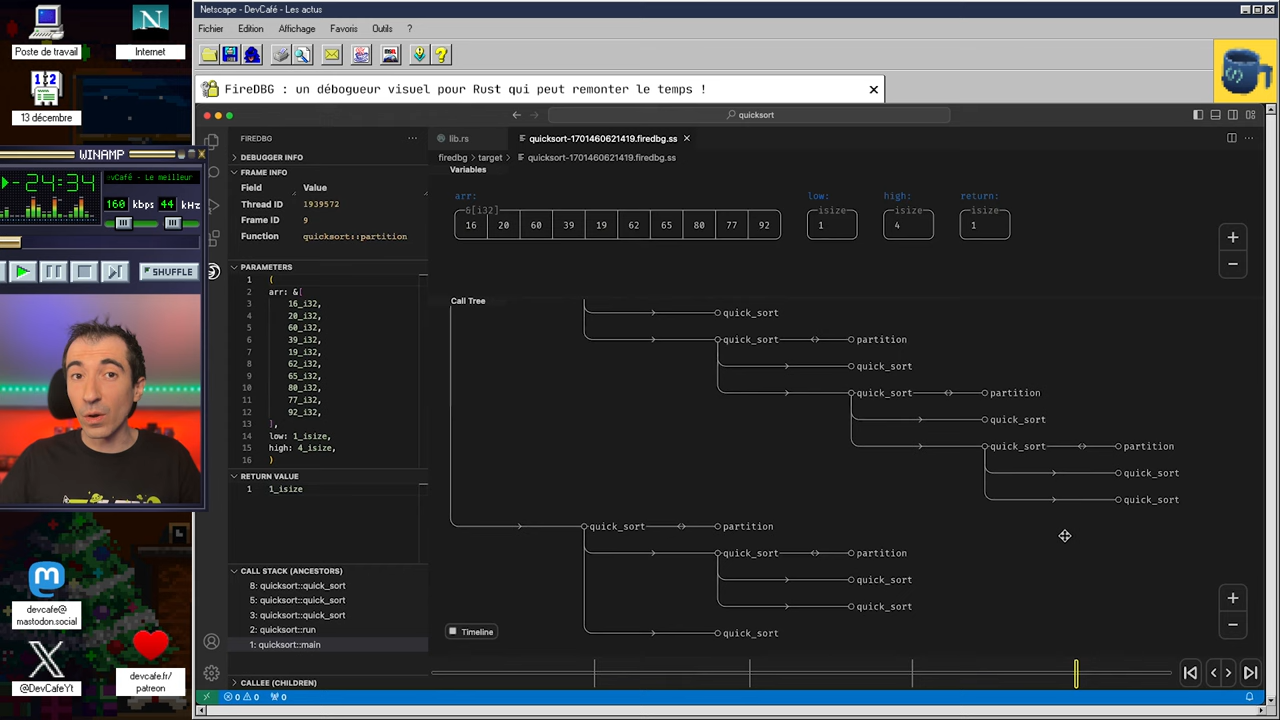 Netscape - DevCafé - Les actus
Fichier Edition Affichage Favoris Outils ?
Poste de travail
Internet
13 décembre
FireDBG : un débogueur visuel pour Rust qui peut remonter le temps !
quicksort
WINAMP
-24:34
evCafé - Le meilleur
160 kbps 44 kHz
SHUFFLE
FIREDBG
DEBUGGER INFO
FRAME INFO
Field Value
Thread ID 1939572
Frame ID 9
Function quicksort::partition
PARAMETERS
1 (
2 arr: &[
3 16_i32,
4 20_i32,
5 60_i32,
6 39_i32,
7 19_i32,
8 62_i32,
9 65_i32,
10 80_i32,
11 77_i32,
12 92_i32,
13 ],
14 low: 1_isize,
15 high: 4_isize,
16 )
RETURN VALUE
1 1_isize
CALL STACK (ANCESTORS)
8: quicksort::quick_sort
5: quicksort::quick_sort
3: quicksort::quick_sort
2: quicksort::run
1: quicksort::main
CALLEE (CHILDREN)
lib.rs
quicksort-1701460621419.firedbg.ss
firedbg > target > quicksort-1701460621419.firedbg.ss
Variables
arr: low: high: return:
&[i32] isize isize isize
16 20 60 39 19 62 65 80 77 92 1 4 1
Call Tree
quick_sort
quick_sort partition
quick_sort
quick_sort partition
quick_sort
quick_sort partition
quick_sort
quick_sort
quick_sort partition
quick_sort partition
quick_sort
quick_sort
quick_sort
Timeline
0 0 0
devcafe@
mastodon.social
@DevCafeYt
devcafe.fr/
patreon